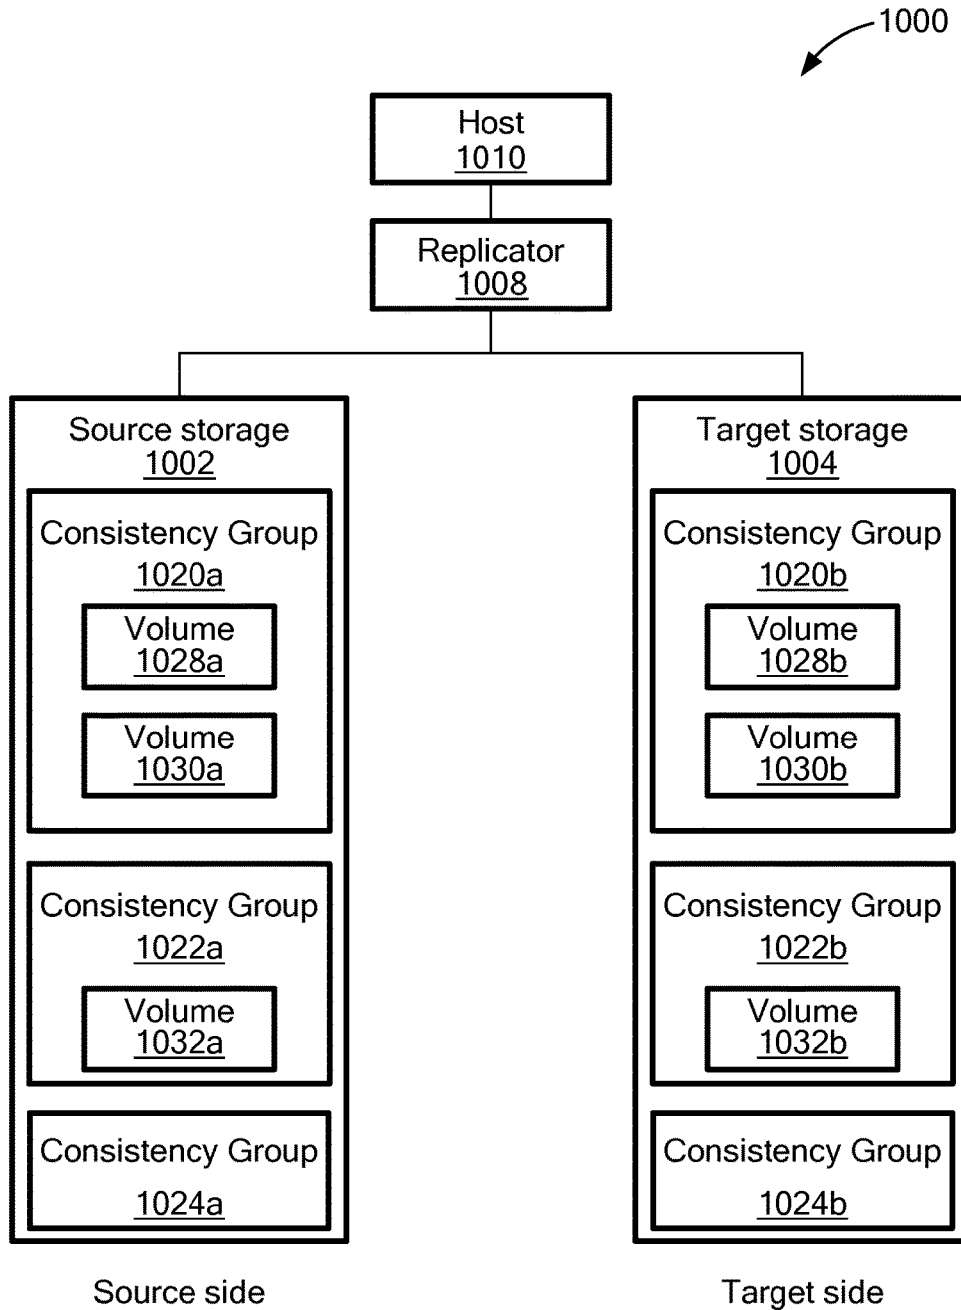 1000
Host
1010
Replicator
1008
Source storage
1002
Consistency Group
1020a
Volume
1028a
Volume
1030a
Consistency Group
1022a
Volume
1032a
Consistency Group
1024a
Source side
Target storage
1004
Consistency Group
1020b
Volume
1028b
Volume
1030b
Consistency Group
1022b
Volume
1032b
Consistency Group
1024b
Target side